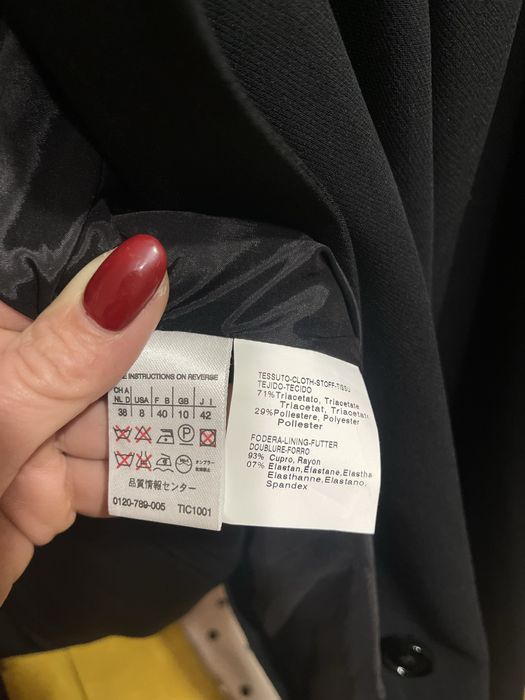 INSTRUCTIONS ON REVERSE
CH A USA F B GB J I
NL D
38 8 40 10 42
P
品質情報センター
0120-789-005 TIC1001
TESSUTO-CLOTH-STOFF-TISSU
TEJIDO-TECIDO
71%Triacetato, Triacetate
Triacetat, Triactate
29%Poliestere, Polyester
Poliester
FODERA-LINING-FUTTER
DOUBLURE-FORRO
93% Cupro, Rayon
07% Elastan,Elastane,Elastha
Elasthanne,Elastano,
Spandex